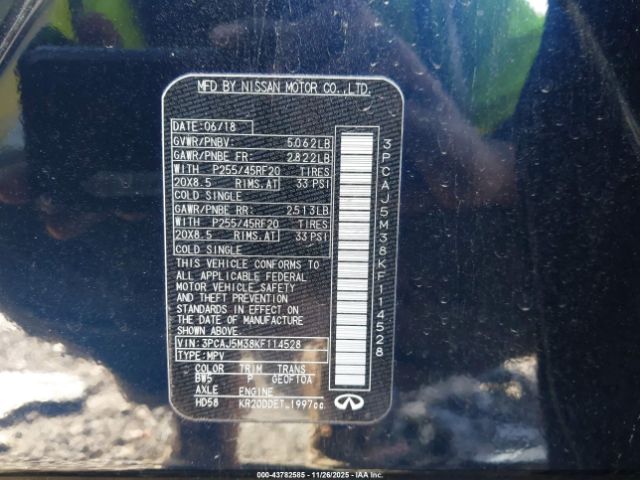 MFD BY NISSAN MOTOR CO.,LTD.
DATE: 06/18
GVWR/PNBV: 5062LB
GAWR/PNBE FR: 2822LB
WITH P255/45RF20 TIRES
20X8.5 RIMS.AT 33 PSI
COLD SINGLE
GAWR/PNBE RR: 2513LB
WITH P255/45RF20 TIRES
20X8.5 RIMS.AT 33 PSI
COLD SINGLE
THIS VEHICLE CONFORMS TO
ALL APPLICABLE FEDERAL
MOTOR VEHICLE SAFETY
AND THEFT PREVENTION
STANDARDS IN EFFECT ON
THE DATE OF MANUFACTURE
SHOWN ABOVE.
VIN: 3PCAJ5M38KF114528
TYPE: MPV
COLOR TRIM TRANS
BW5 P GE0F10A
AXLE ENGINE
HD58 KR20DDET 1997cc
3PCAJ5M38KF114528
000-43782585 - 11/26/2025 - IAAI.COM